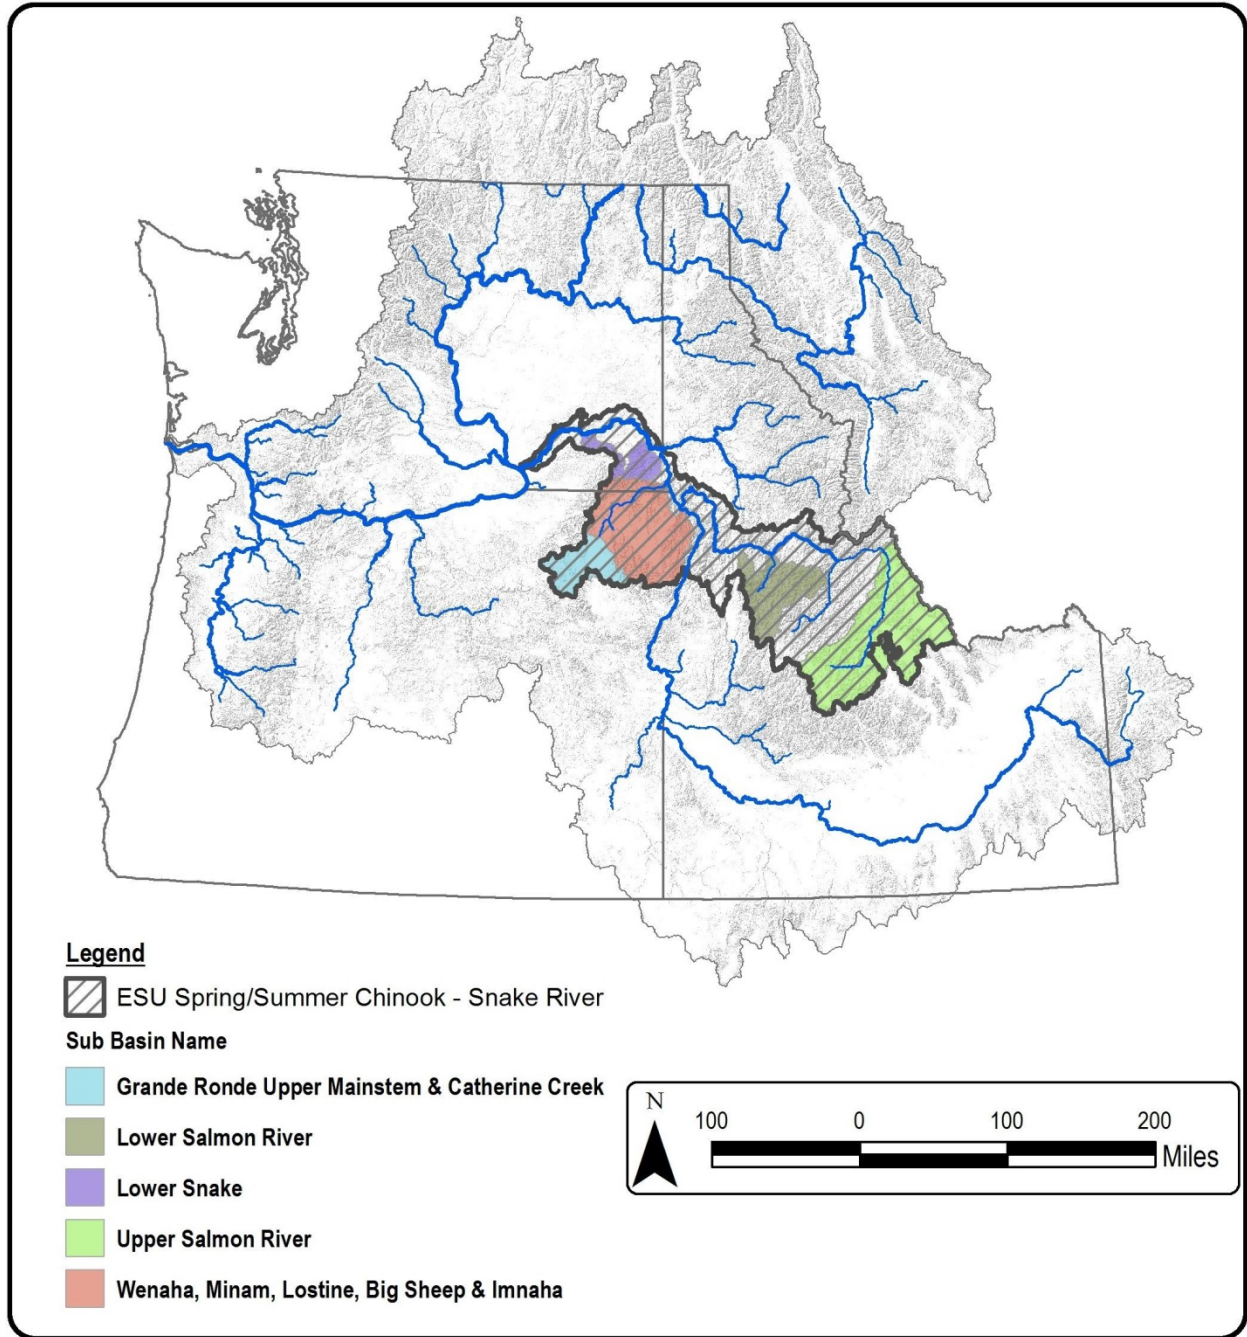 Legend
ESU Spring/Summer Chinook - Snake River
Sub Basin Name
Grande Ronde Upper Mainstem & Catherine Creek
Lower Salmon River
Lower Snake
Upper Salmon River
Wenaha, Minam, Lostine, Big Sheep & Imnaha
N
100 0 100 200
Miles